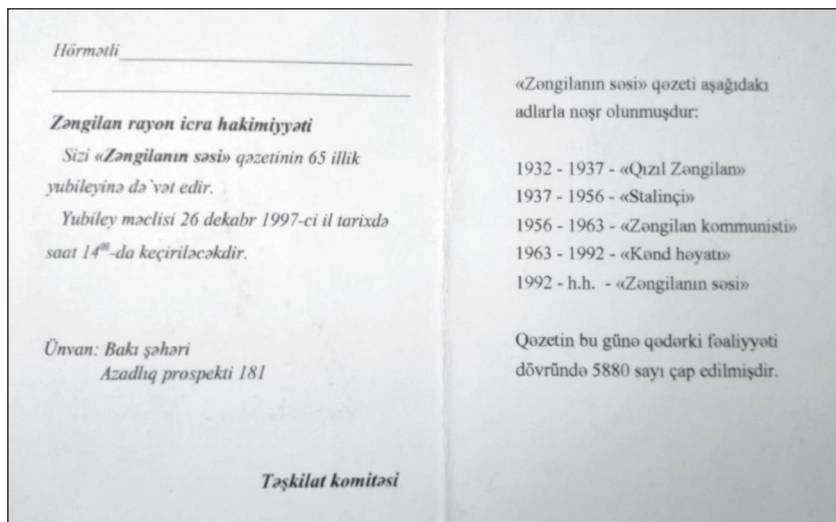 Hörmətli
Zəngilan rayon icra hakimiyyəti
Sizi «Zəngilanın səsi» qəzetinin 65 illik
yubileyinə də`vət edir.
Yubiley məclisi 26 dekabr 1997-ci il tarixdə
saat 14⁰⁰-da keçiriləcəkdir.
Ünvan: Bakı şəhəri
Azadlıq prospekti 181
Təşkilat komitəsi
«Zəngilanın səsi» qəzeti aşağıdakı
adlarla nəşr olunmuşdur:
1932 - 1937 - «Qızıl Zəngilan»
1937 - 1956 - «Stalinçi»
1956 - 1963 - «Zəngilan kommunisti»
1963 - 1992 - «Kənd həyatı»
1992 - h.h. - «Zəngilanın səsi»
Qəzetin bu günə qədərki fəaliyyəti
dövründə 5880 sayı çap edilmişdir.